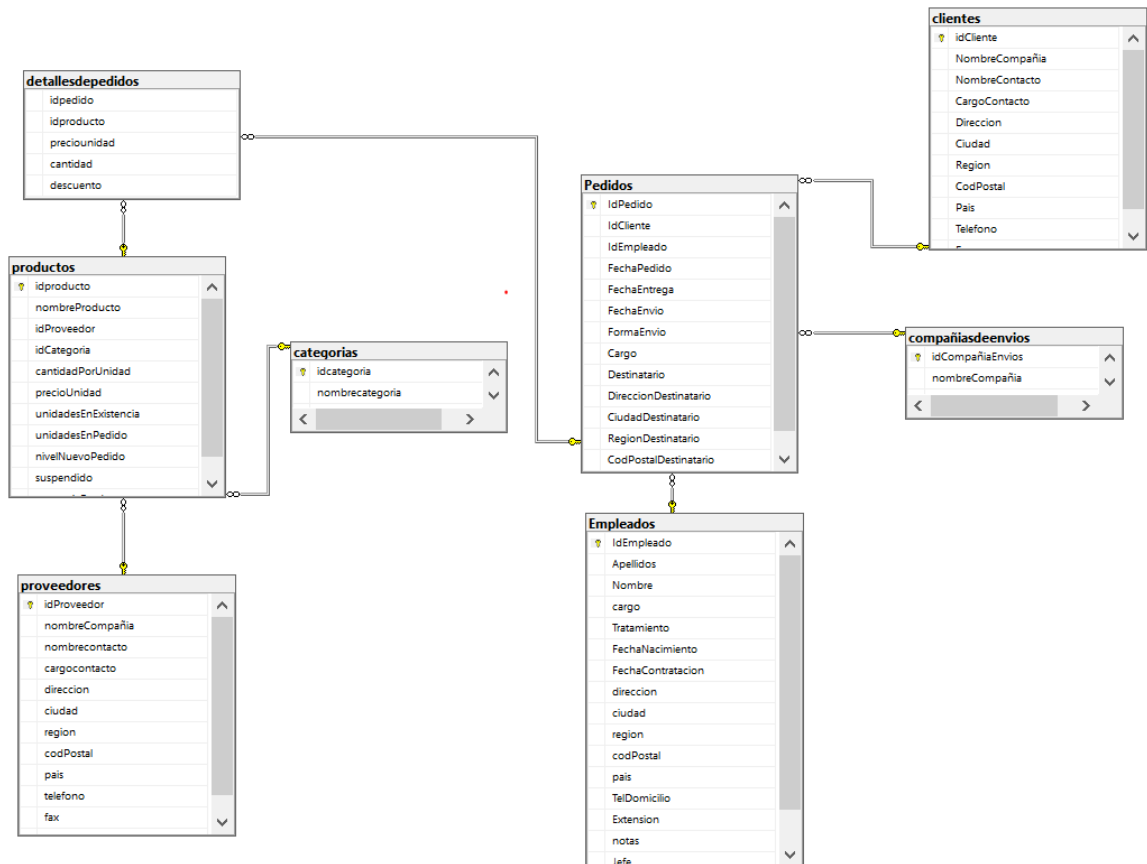 clientes
idCliente
NombreCompañia
NombreContacto
CargoContacto
Direccion
Ciudad
Region
CodPostal
Pais
Telefono
detallesdepedidos
idpedido
idproducto
preciounidad
cantidad
descuento
Pedidos
IdPedido
IdCliente
IdEmpleado
FechaPedido
FechaEntrega
FechaEnvio
FormaEnvio
Cargo
Destinatario
DireccionDestinatario
CiudadDestinatario
RegionDestinatario
CodPostalDestinatario
productos
idproducto
nombreProducto
idProveedor
idCategoria
cantidadPorUnidad
precioUnidad
unidadesEnExistencia
unidadesEnPedido
nivelNuevoPedido
suspendido
categorias
idcategoria
nombrecategoria
compañiasdeenvios
idCompañiaEnvios
nombreCompañia
Empleados
IdEmpleado
Apellidos
Nombre
cargo
Tratamiento
FechaNacimiento
FechaContratacion
direccion
ciudad
region
codPostal
pais
TelDomicilio
Extension
notas
Jefe
proveedores
idProveedor
nombreCompañia
nombrecontacto
cargocontacto
direccion
ciudad
region
codPostal
pais
telefono
fax